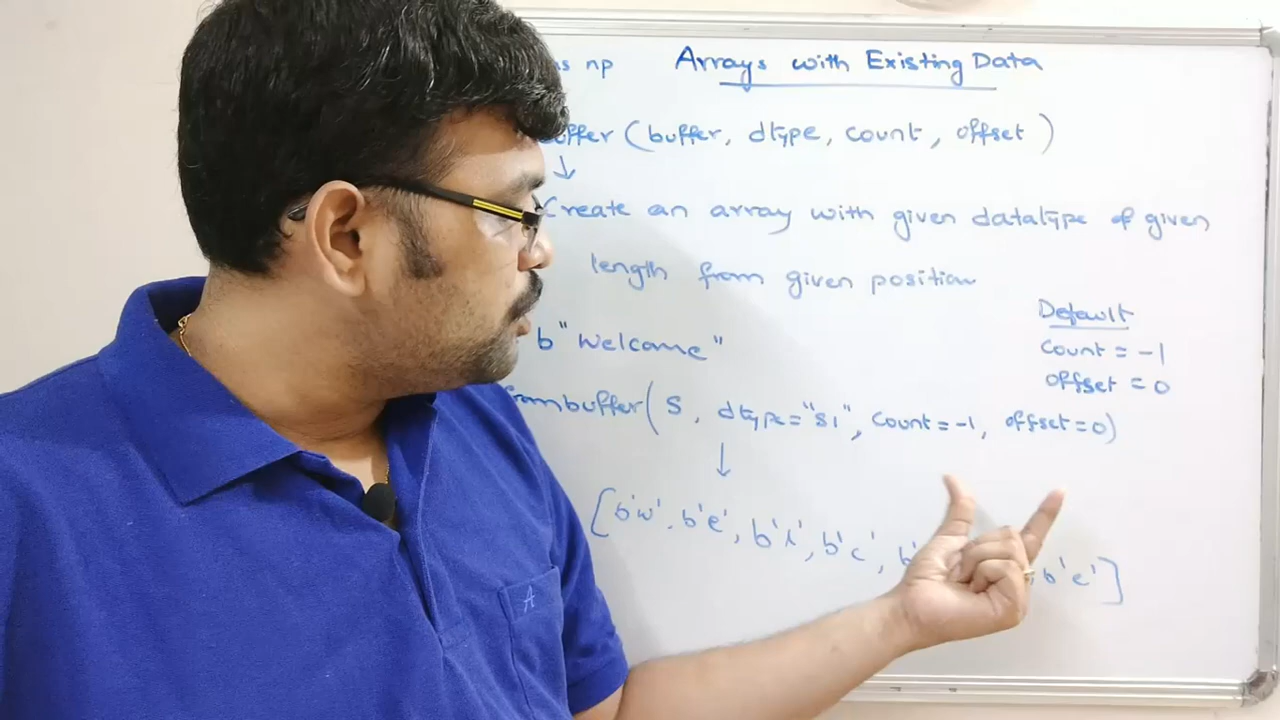 as np Arrays with Existing Data
buffer (buffer, dtype, count, offset)
Create an array with given datatype of given
length from given position
Default
count = -1
offset = 0
b"Welcome"
frombuffer(S, dtype="S1", count=-1, offset=0)
[b'w', b'e', b'l', b'c', b' b'e']
A